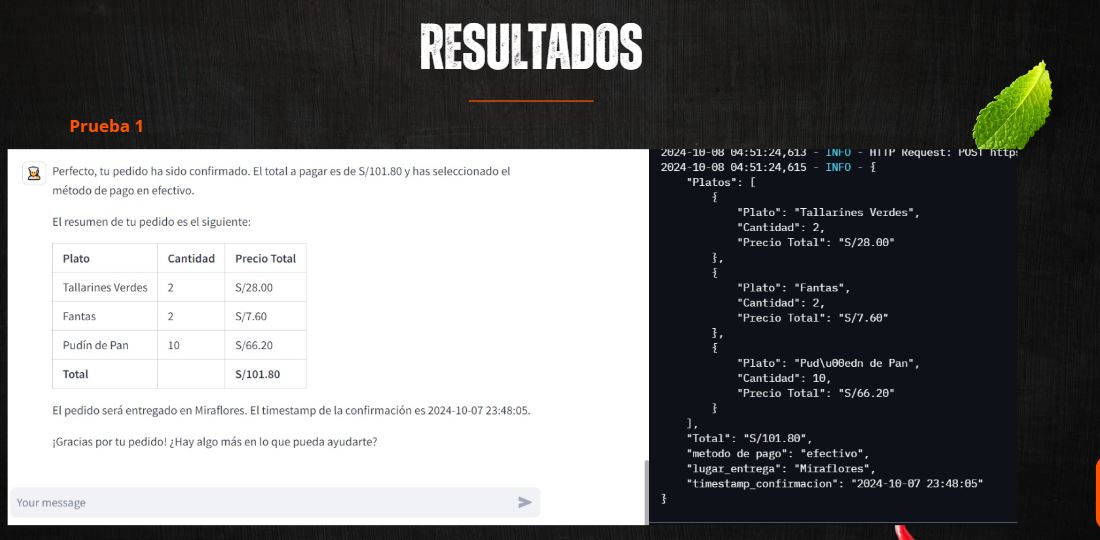 RESULTADOS
Prueba 1
Perfecto, tu pedido ha sido confirmado. El total a pagar es de S/101.80 y has seleccionado el
método de pago en efectivo.
El resumen de tu pedido es el siguiente:
Plato Cantidad Precio Total
Tallarines Verdes 2 S/28.00
Fantas 2 S/7.60
Pudín de Pan 10 S/66.20
Total S/101.80
El pedido será entregado en Miraflores. El timestamp de la confirmación es 2024-10-07 23:48:05.
¡Gracias por tu pedido! ¿Hay algo más en lo que pueda ayudarte?
Your message
2024-10-08 04:51:24,613 - INFO - HTTP Request: POST https
2024-10-08 04:51:24,615 - INFO - {
"Platos": [
{
"Plato": "Tallarines Verdes",
"Cantidad": 2,
"Precio Total": "S/28.00"
},
{
"Plato": "Fantas",
"Cantidad": 2,
"Precio Total": "S/7.60"
},
{
"Plato": "Pud\u00edn de Pan",
"Cantidad": 10,
"Precio Total": "S/66.20"
}
],
"Total": "S/101.80",
"metodo de pago": "efectivo",
"lugar_entrega": "Miraflores",
"timestamp_confirmacion": "2024-10-07 23:48:05"
}